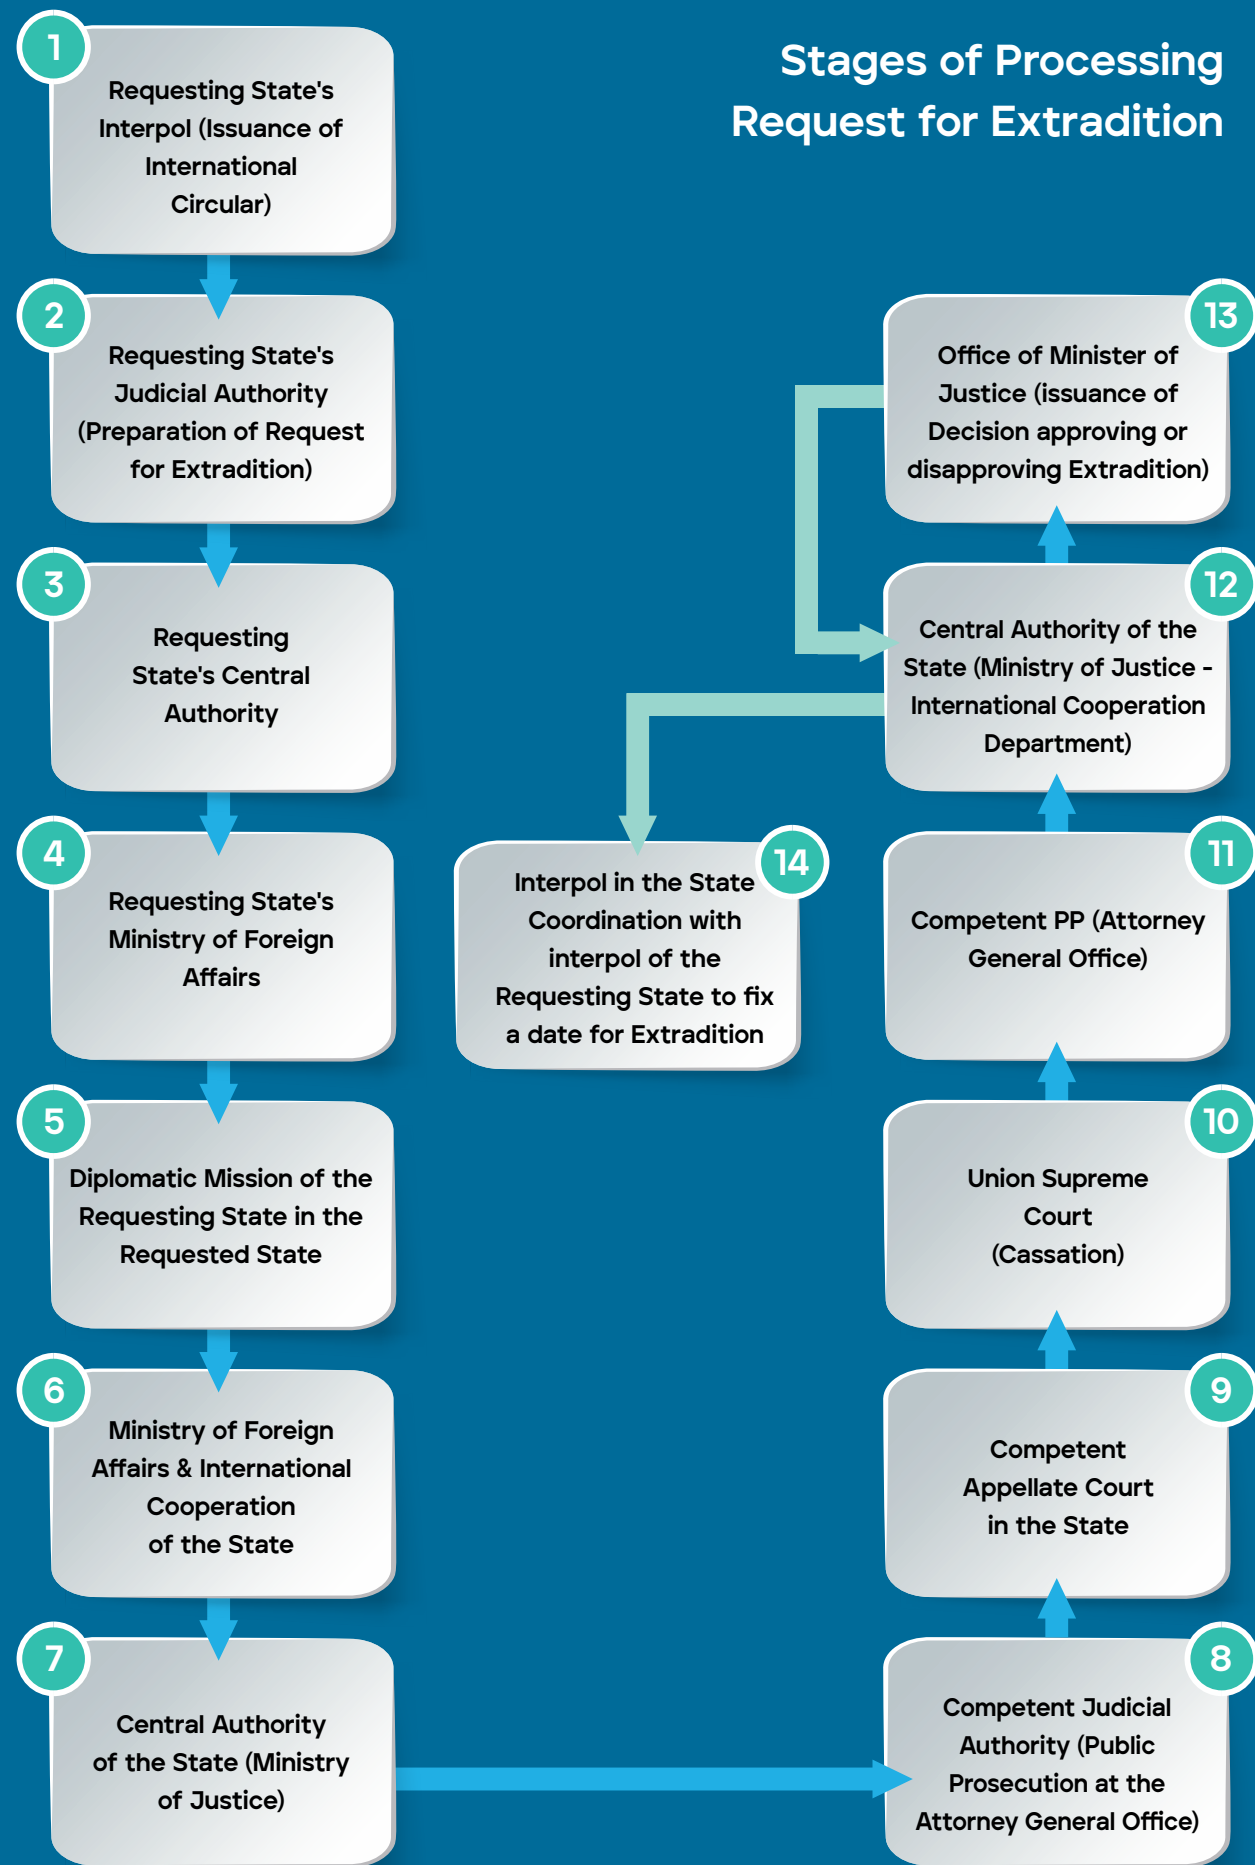 Stages of Processing
Request for Extradition
1
Requesting State's
Interpol (Issuance of
International
Circular)
2
Requesting State's
Judicial Authority
(Preparation of Request
for Extradition)
3
Requesting
State's Central
Authority
4
Requesting State's
Ministry of Foreign
Affairs
5
Diplomatic Mission of the
Requesting State in the
Requested State
6
Ministry of Foreign
Affairs & International
Cooperation
of the State
7
Central Authority
of the State (Ministry
of Justice)
8
Competent Judicial
Authority (Public
Prosecution at the
Attorney General Office)
9
Competent
Appellate Court
in the State
10
Union Supreme
Court
(Cassation)
11
Competent PP (Attorney
General Office)
12
Central Authority of the
State (Ministry of Justice -
International Cooperation
Department)
13
Office of Minister of
Justice (issuance of
Decision approving or
disapproving Extradition)
14
Interpol in the State
Coordination with
interpol of the
Requesting State to fix
a date for Extradition